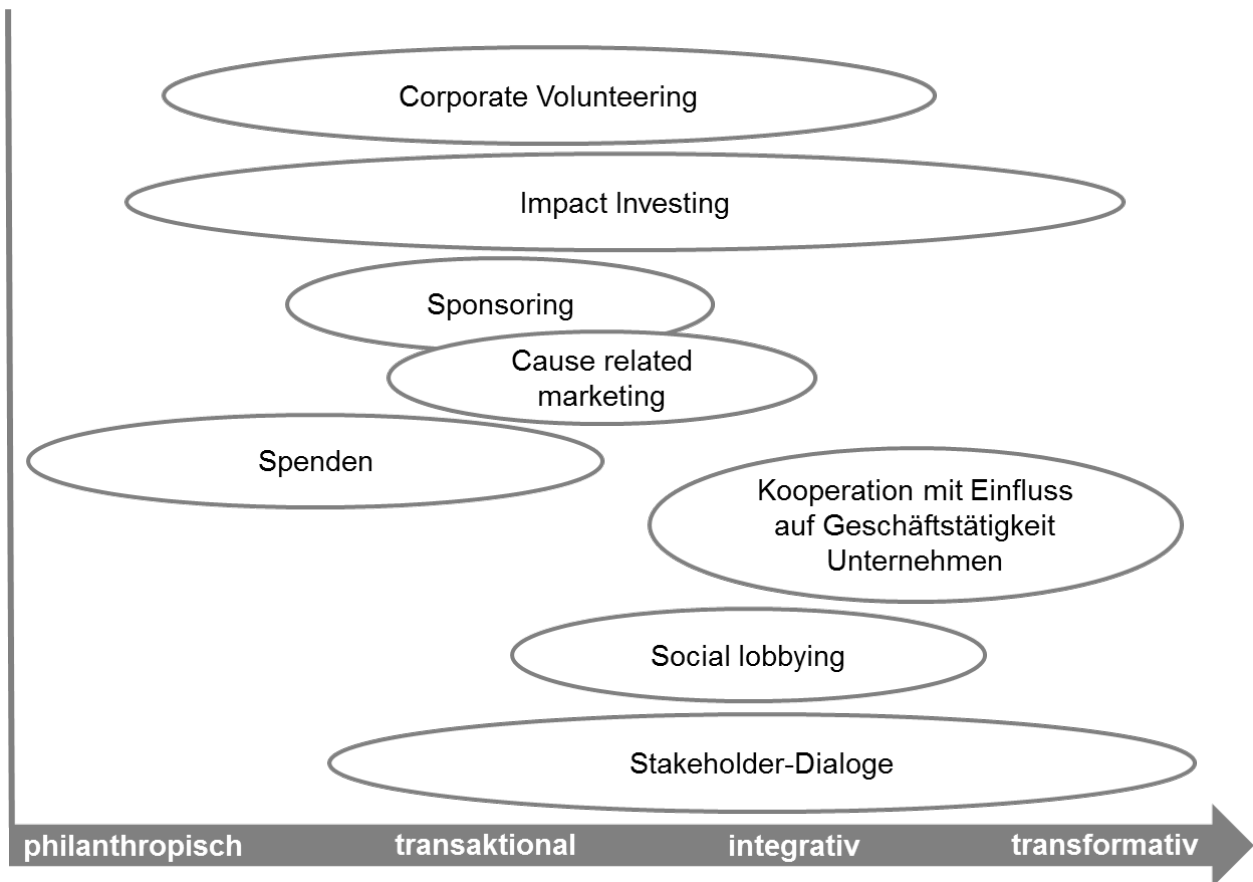 Corporate Volunteering
Impact Investing
Sponsoring
Cause related
marketing
Spenden
Kooperation mit Einfluss
auf Geschäftstätigkeit
Unternehmen
Social lobbying
Stakeholder-Dialoge
philanthropisch transaktional integrativ transformativ